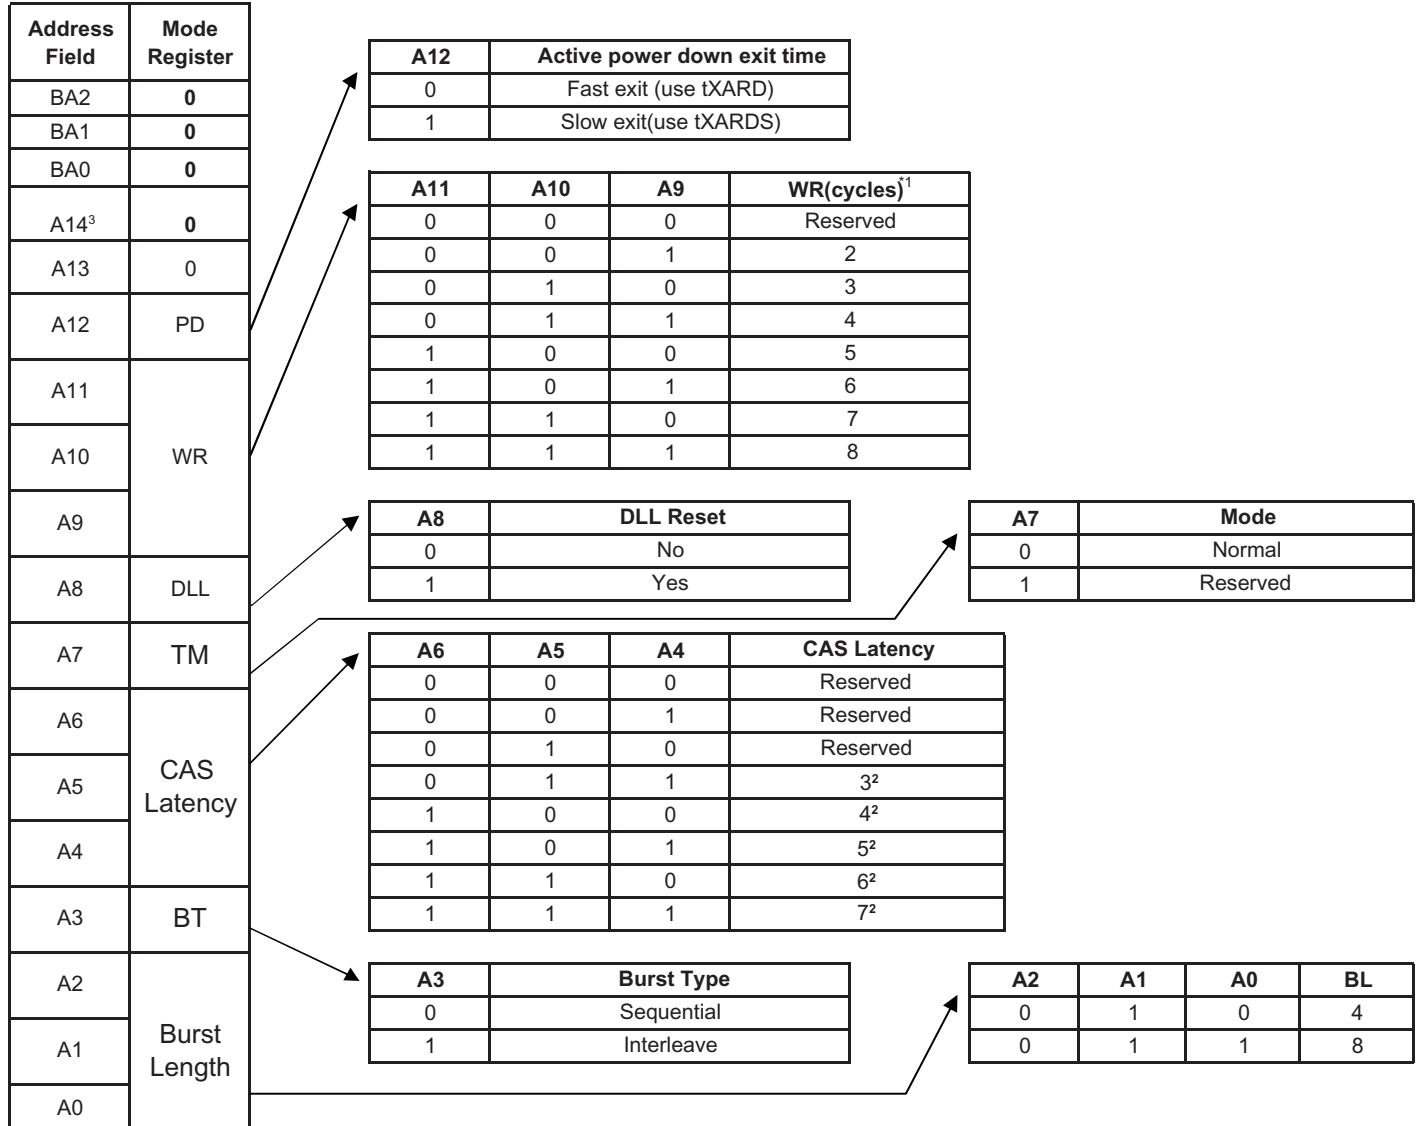 Address Field Mode Register
BA2 0
BA1 0
BA0 0
A14³ 0
A13 0
A12 PD
A11
A10 WR
A9
A8 DLL
A7 TM
A6
A5 CAS Latency
A4
A3 BT
A2
A1 Burst Length
A0
A12 Active power down exit time
0 Fast exit (use tXARD)
1 Slow exit(use tXARDS)
A11 A10 A9 WR(cycles)*1
0 0 0 Reserved
0 0 1 2
0 1 0 3
0 1 1 4
1 0 0 5
1 0 1 6
1 1 0 7
1 1 1 8
A8 DLL Reset
0 No
1 Yes
A7 Mode
0 Normal
1 Reserved
A6 A5 A4 CAS Latency
0 0 0 Reserved
0 0 1 Reserved
0 1 0 Reserved
0 1 1 3²
1 0 0 4²
1 0 1 5²
1 1 0 6²
1 1 1 7²
A3 Burst Type
0 Sequential
1 Interleave
A2 A1 A0 BL
0 1 0 4
0 1 1 8